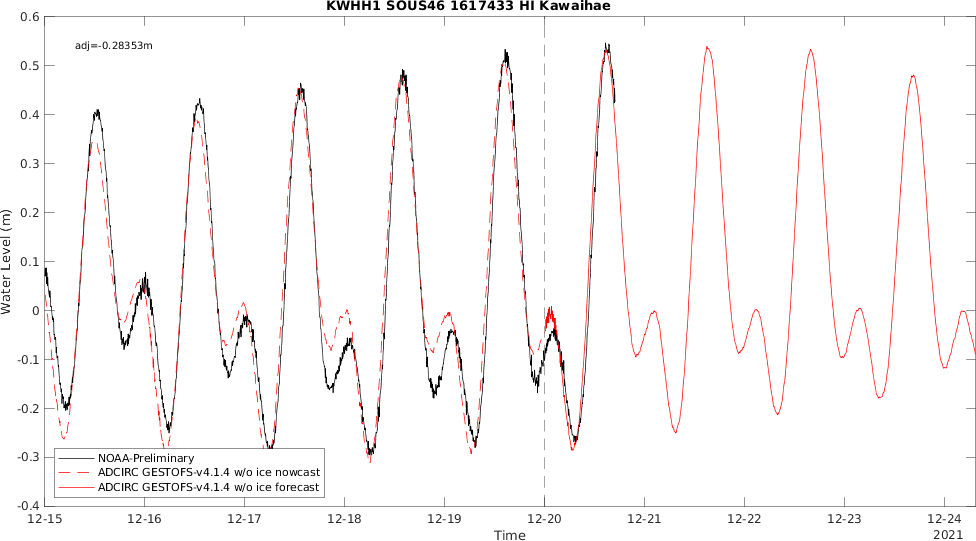 KWHH1 SOUS46 1617433 HI Kawaihae
adj=-0.28353m
Water Level (m)
0.6
0.5
0.4
0.3
0.2
0.1
0
-0.1
-0.2
-0.3
-0.4
NOAA-Preliminary
ADCIRC GESTOFS-v4.1.4 w/o ice nowcast
ADCIRC GESTOFS-v4.1.4 w/o ice forecast
12-15 12-16 12-17 12-18 12-19 12-20 12-21 12-22 12-23 12-24
Time
2021